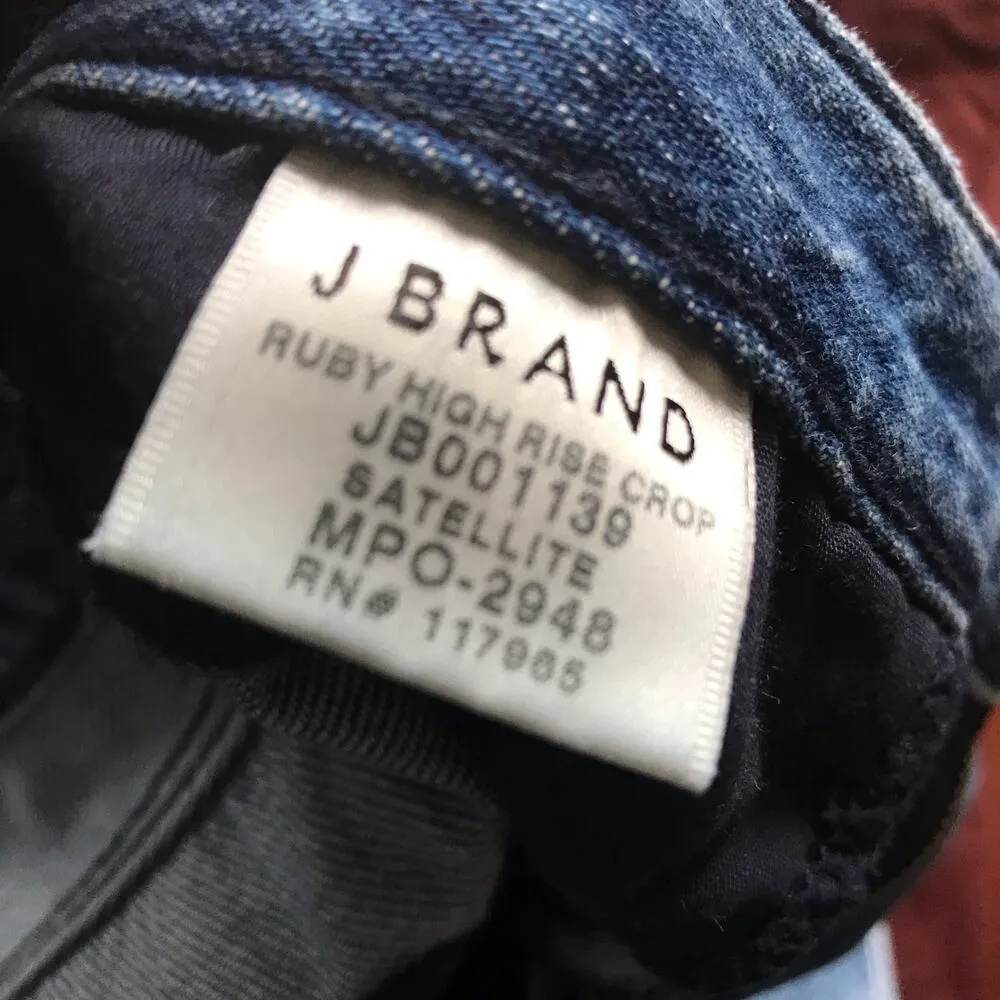 J BRAND
RUBY HIGH RISE CROP
JB001139
SATELLITE
MPO-2948
RN# 117965